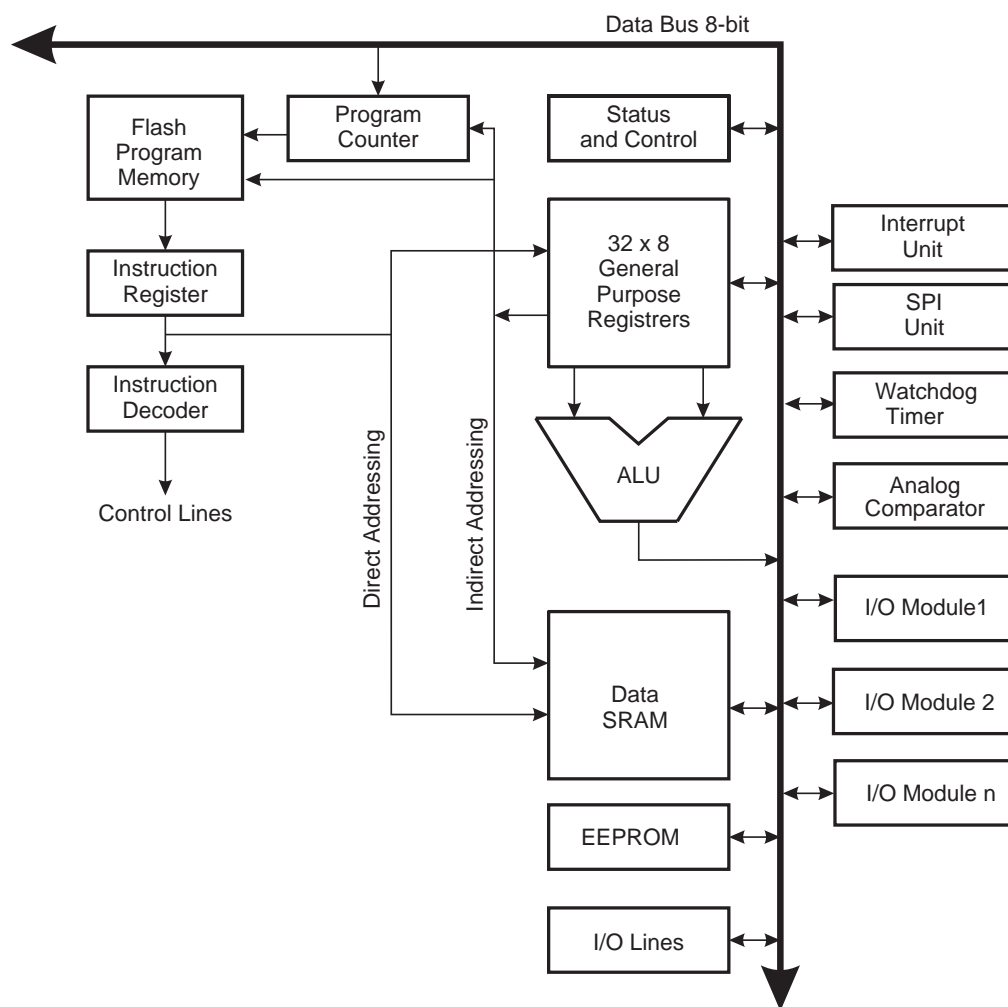 Data Bus 8-bit
Flash
Program
Memory
Program
Counter
Status
and Control
32 x 8
General
Purpose
Registrers
Interrupt
Unit
Instruction
Register
SPI
Unit
Instruction
Decoder
Watchdog
Timer
ALU
Analog
Comparator
Control Lines
Direct Addressing
Indirect Addressing
I/O Module1
Data
SRAM
I/O Module 2
I/O Module n
EEPROM
I/O Lines